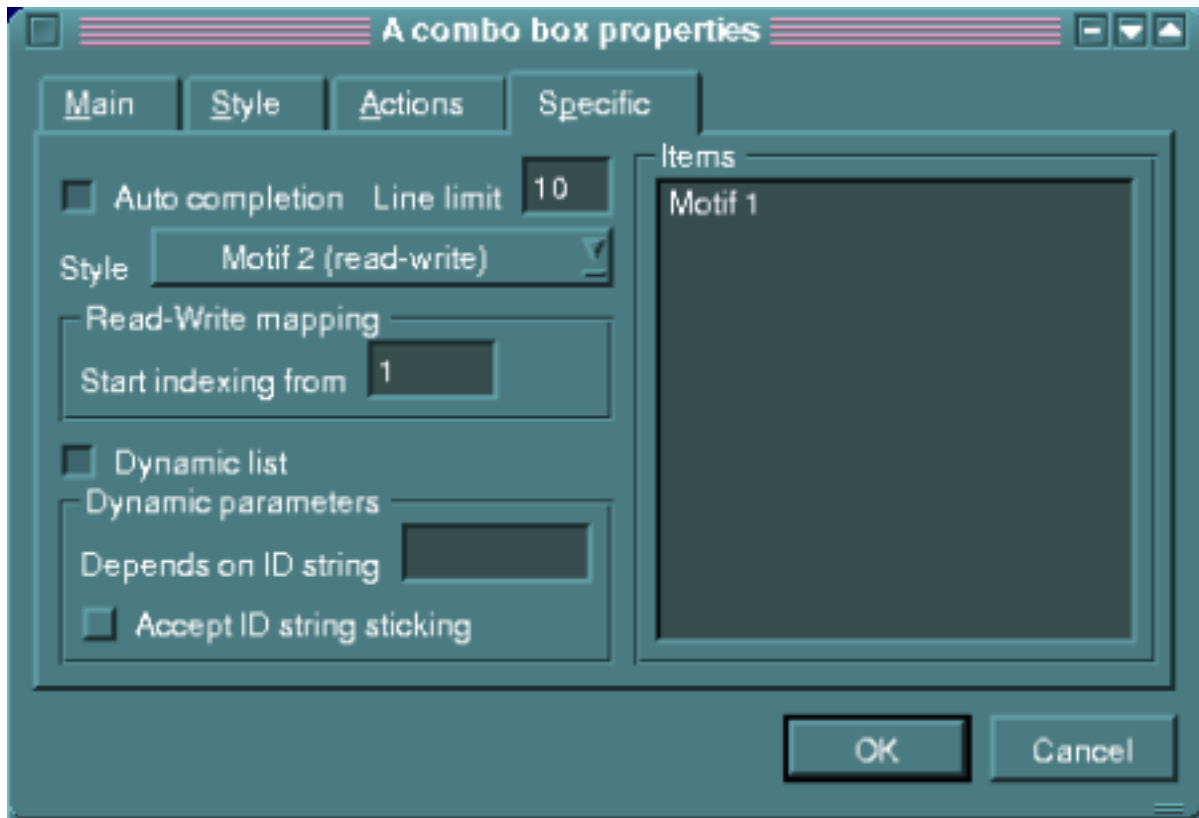 A combo box properties
Main Style Actions Specific
Auto completion Line limit 10
Style Motif 2 (read-write)
Read-Write mapping
Start indexing from 1
Dynamic list
Dynamic parameters
Depends on ID string
Accept ID string sticking
Items
Motif 1
OK Cancel